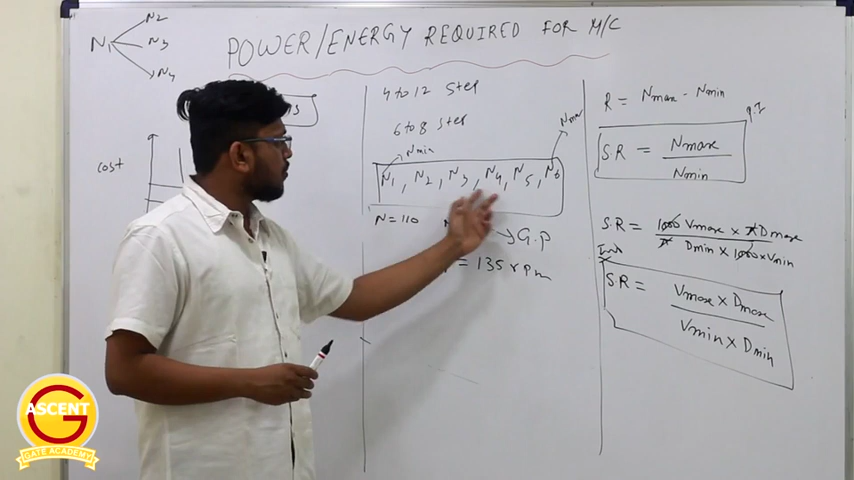 POWER/ENERGY REQUIRED FOR M/C
N1
N2
N3
N4
cost
4 to 12 step
6 to 8 step
Nmin
N1, N2, N3, N4, N5, N6
N=110
→G.P
= 135 rpm
R = Nmax - Nmin
S.R = Nmax
Nmin
S.R = 1000 Vmax × π Dmax
π Dmin × 1000 × Vmin
S.R = Vmax × Dmax
Vmin × Dmin
ASCENT
G
GATE ACADEMY